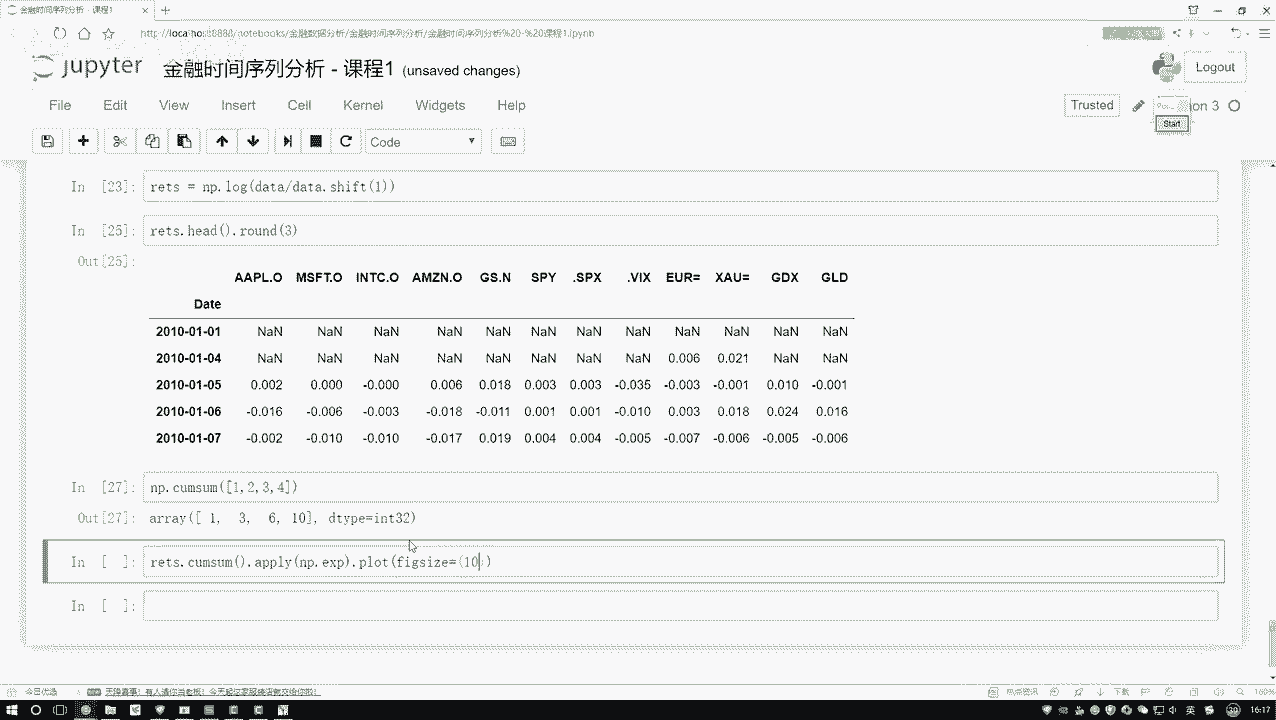 金融时间序列分析 - 课程1
http://localhost:8888/notebooks/金融数据分析/金融时间序列分析/金融时间序列分析%20-%20课程1.ipynb
jupyter 金融时间序列分析 - 课程1 (unsaved changes)
Logout
File Edit View Insert Cell Kernel Widgets Help
Trusted
on 3
Start
Code
In [23]: rets = np.log(data/data.shift(1))
In [25]: rets.head().round(3)
Out[25]:
AAPL.O MSFT.O INTC.O AMZN.O GS.N SPY .SPX .VIX EUR= XAU= GDX GLD
Date
2010-01-01 NaN NaN NaN NaN NaN NaN NaN NaN NaN NaN NaN NaN
2010-01-04 NaN NaN NaN NaN NaN NaN NaN NaN 0.006 0.021 NaN NaN
2010-01-05 0.002 0.000 -0.000 0.006 0.018 0.003 0.003 -0.035 -0.003 -0.001 0.010 -0.001
2010-01-06 -0.016 -0.006 -0.003 -0.018 -0.011 0.001 0.001 -0.010 0.003 0.018 0.024 0.016
2010-01-07 -0.002 -0.010 -0.010 -0.017 0.019 0.004 0.004 -0.005 -0.007 -0.006 -0.005 -0.006
In [27]: np.cumsum([1,2,3,4])
Out[27]: array([ 1, 3, 6, 10], dtype=int32)
In [ ]: rets.cumsum().apply(np.exp).plot(figsize=(10))
In [ ]:
今日优选
热点资讯
下载
160%
英
16:17